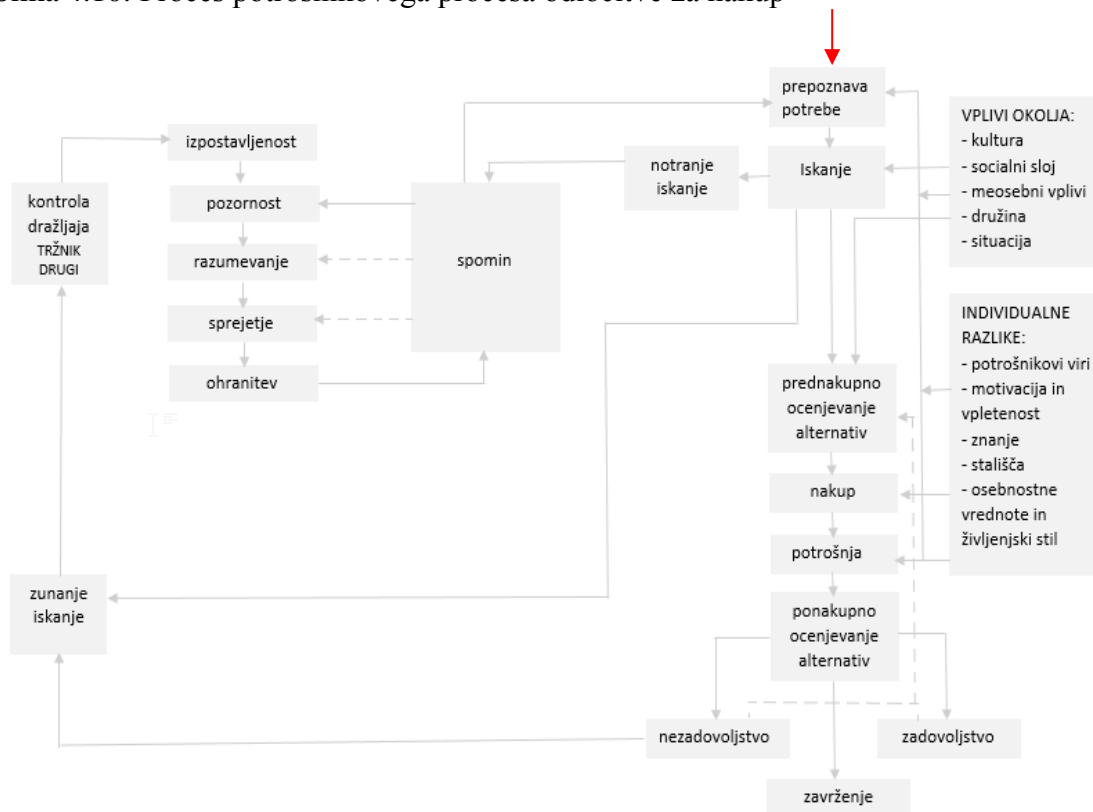 4.10: Proces potrošnikovega procesa odločitve za nakup
prepoznava
potrebe
VPLIVI OKOLJA:
- kultura
- socialni sloj
- meosebni vplivi
- družina
- situacija
izpostavljenost
notranje
iskanje
Iskanje
kontrola
dražljaja
TRŽNIK
DRUGI
pozornost
razumevanje
spomin
sprejetje
ohranitev
INDIVIDUALNE
RAZLIKE:
- potrošnikovi viri
- motivacija in
vpletenost
- znanje
- stališča
- osebnostne
vrednote in
življenjski stil
prednakupno
ocenjevanje
alternativ
nakup
potrošnja
zunanje
iskanje
ponakupno
ocenjevanje
alternativ
nezadovoljstvo
zadovoljstvo
zavrženje